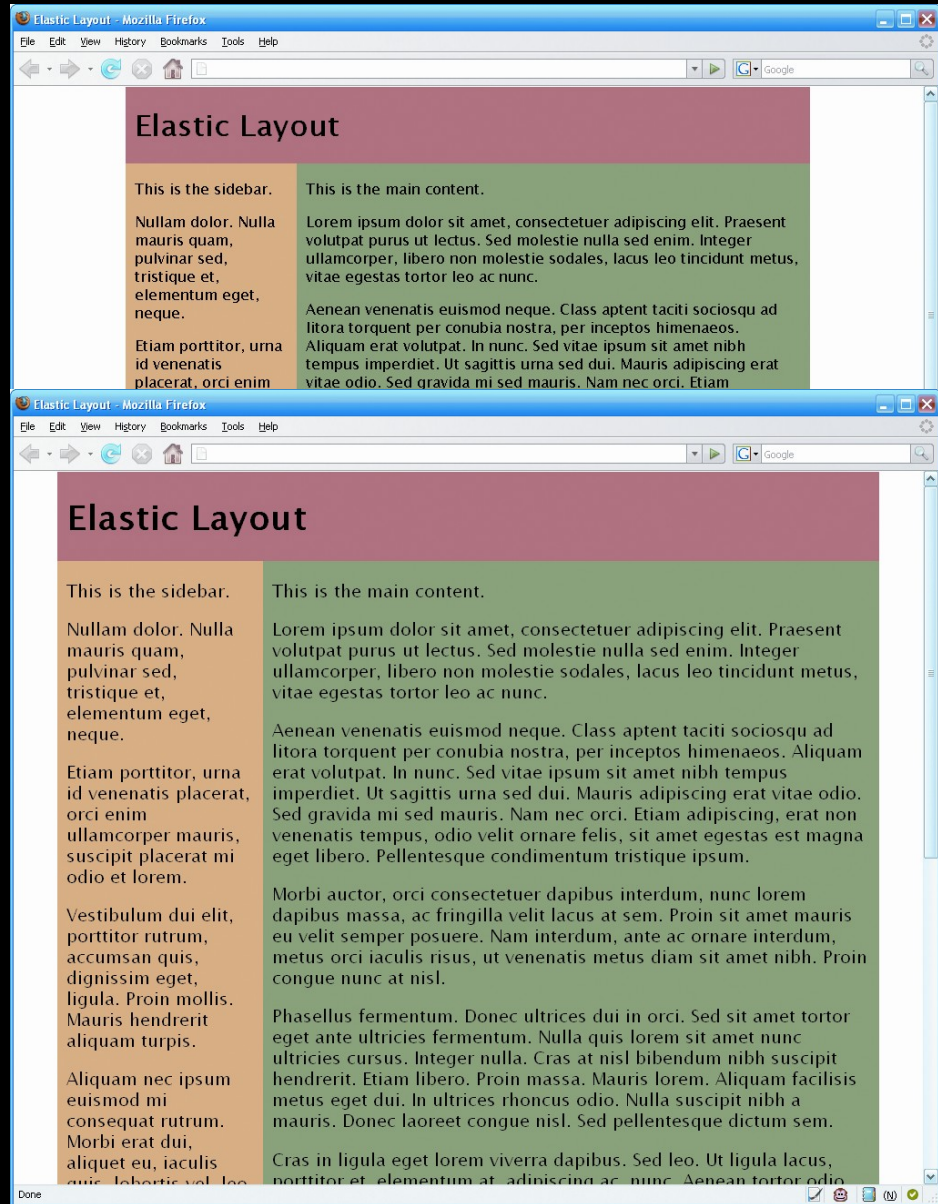 Elastic Layout - Mozilla Firefox
File Edit View History Bookmarks Tools Help
G Google
Elastic Layout
This is the sidebar.
Nullam dolor. Nulla
mauris quam,
pulvinar sed,
tristique et,
elementum eget,
neque.
Etiam porttitor, urna
id venenatis
placerat, orci enim
This is the main content.
Lorem ipsum dolor sit amet, consectetuer adipiscing elit. Praesent
volutpat purus ut lectus. Sed molestie nulla sed enim. Integer
ullamcorper, libero non molestie sodales, lacus leo tincidunt metus,
vitae egestas tortor leo ac nunc.
Aenean venenatis euismod neque. Class aptent taciti sociosqu ad
litora torquent per conubia nostra, per inceptos himenaeos.
Aliquam erat volutpat. In nunc. Sed vitae ipsum sit amet nibh
tempus imperdiet. Ut sagittis urna sed dui. Mauris adipiscing erat
vitae odio. Sed gravida mi sed mauris. Nam nec orci. Etiam
Elastic Layout - Mozilla Firefox
File Edit View History Bookmarks Tools Help
G Google
Elastic Layout
This is the sidebar.
Nullam dolor. Nulla
mauris quam,
pulvinar sed,
tristique et,
elementum eget,
neque.
Etiam porttitor, urna
id venenatis placerat,
orci enim
ullamcorper mauris,
suscipit placerat mi
odio et lorem.
Vestibulum dui elit,
porttitor rutrum,
accumsan quis,
dignissim eget,
ligula. Proin mollis.
Mauris hendrerit
aliquam turpis.
Aliquam nec ipsum
euismod mi
consequat rutrum.
Morbi erat dui,
aliquet eu, iaculis
quis, lobortis vel, leo
This is the main content.
Lorem ipsum dolor sit amet, consectetuer adipiscing elit. Praesent
volutpat purus ut lectus. Sed molestie nulla sed enim. Integer
ullamcorper, libero non molestie sodales, lacus leo tincidunt metus,
vitae egestas tortor leo ac nunc.
Aenean venenatis euismod neque. Class aptent taciti sociosqu ad
litora torquent per conubia nostra, per inceptos himenaeos. Aliquam
erat volutpat. In nunc. Sed vitae ipsum sit amet nibh tempus
imperdiet. Ut sagittis urna sed dui. Mauris adipiscing erat vitae odio.
Sed gravida mi sed mauris. Nam nec orci. Etiam adipiscing, erat non
venenatis tempus, odio velit ornare felis, sit amet egestas est magna
eget libero. Pellentesque condimentum tristique ipsum.
Morbi auctor, orci consectetuer dapibus interdum, nunc lorem
dapibus massa, ac fringilla velit lacus at sem. Proin sit amet mauris
eu velit semper posuere. Nam interdum, ante ac ornare interdum,
metus orci iaculis risus, ut venenatis metus diam sit amet nibh. Proin
congue nunc at nisl.
Phasellus fermentum. Donec ultrices dui in orci. Sed sit amet tortor
eget ante ultricies fermentum. Nulla quis lorem sit amet nunc
ultricies cursus. Integer nulla. Cras at nisl bibendum nibh suscipit
hendrerit. Etiam libero. Proin massa. Mauris lorem. Aliquam facilisis
metus eget dui. In ultrices rhoncus odio. Nulla suscipit nibh a
mauris. Donec laoreet congue nisl. Sed pellentesque dictum sem.
Cras in ligula eget lorem viverra dapibus. Sed leo. Ut ligula lacus,
porttitor et, elementum at, adipiscing ac, nunc. Aenean tortor odio,
Done
(N)